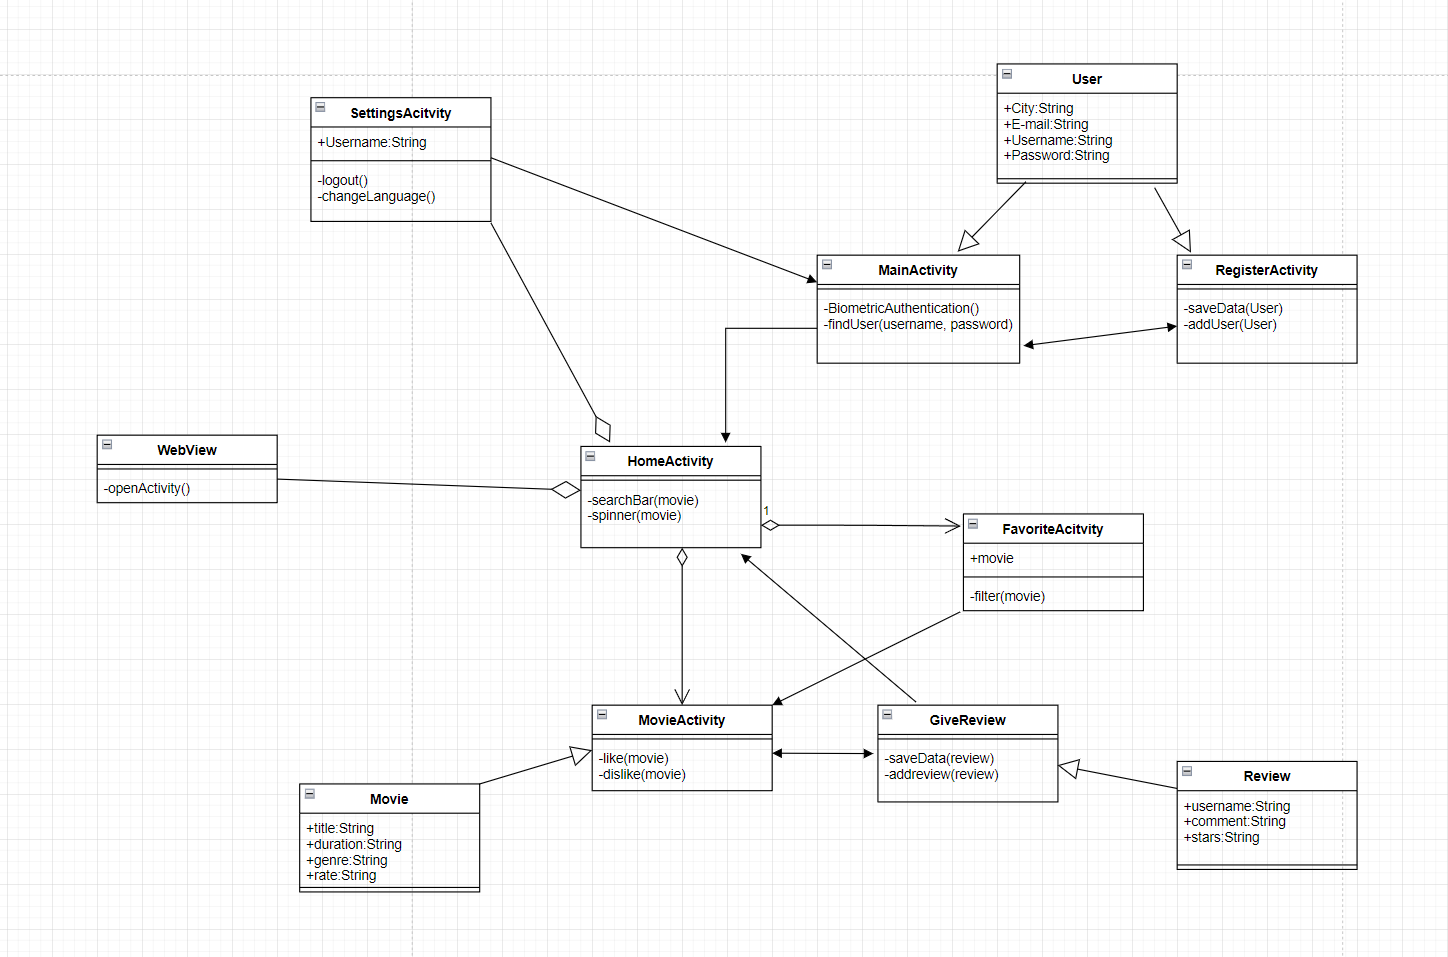 User
+City:String
+E-mail:String
+Username:String
+Password:String
SettingsAcitvity
+Username:String
-logout()
-changeLanguage()
MainActivity
-BiometricAuthentication()
-findUser(username, password)
RegisterActivity
-saveData(User)
-addUser(User)
WebView
-openActivity()
HomeActivity
-searchBar(movie)
-spinner(movie)
1
FavoriteAcitvity
+movie
-filter(movie)
MovieActivity
-like(movie)
-dislike(movie)
GiveReview
-saveData(review)
-addreview(review)
Review
+username:String
+comment:String
+stars:String
Movie
+title:String
+duration:String
+genre:String
+rate:String